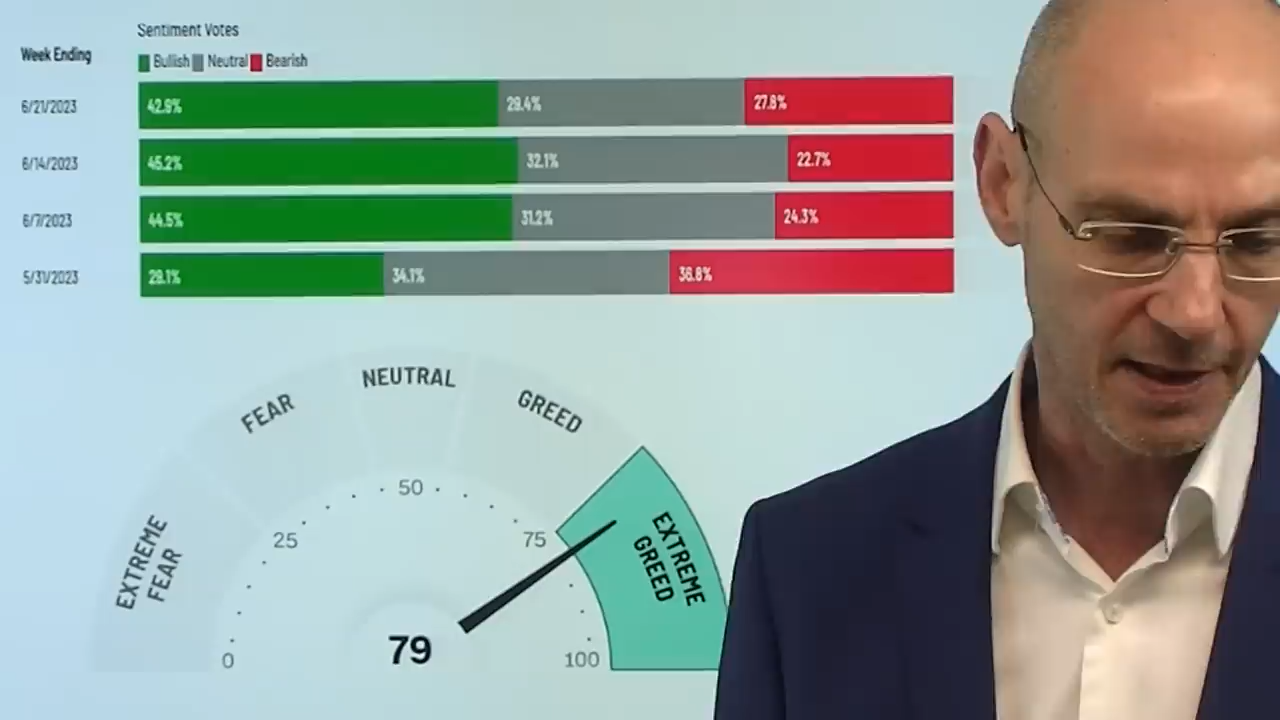 Sentiment Votes
Week Ending
Bullish Neutral Bearish
6/21/2023 42.9% 29.4% 27.8%
6/14/2023 45.2% 32.1% 22.7%
6/7/2023 44.5% 31.2% 24.3%
5/31/2023 29.1% 34.1% 36.8%
NEUTRAL
FEAR
GREED
50
25
75
EXTREME
FEAR
EXTREME
GREED
79
0
100